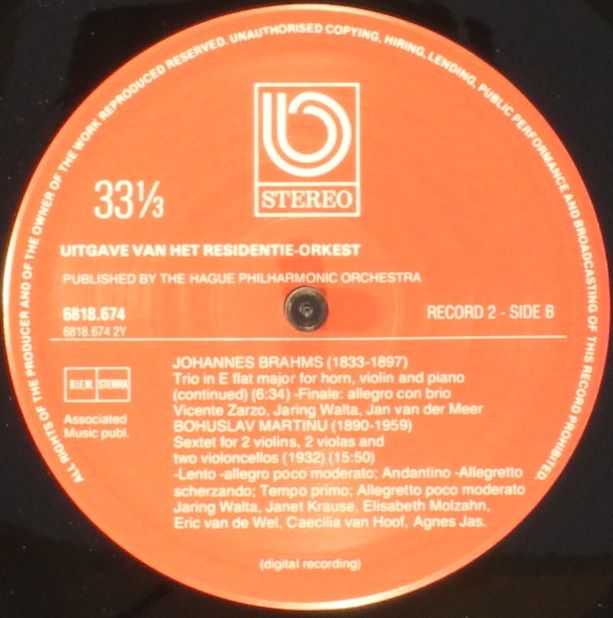 ALL RIGHTS OF THE PRODUCER AND OF THE OWNER OF THE WORK REPRODUCED RESERVED. UNAUTHORISED COPYING, HIRING, LENDING, PUBLIC PERFORMANCE AND BROADCASTING OF THIS RECORD PROHIBITED
b
STEREO
33⅓
UITGAVE VAN HET RESIDENTIE-ORKEST
PUBLISHED BY THE HAGUE PHILHARMONIC ORCHESTRA
6818.674
RECORD 2 - SIDE B
6818.674 2Y
JOHANNES BRAHMS (1833-1897)
Trio in E flat major for horn, violin and piano
(continued) (6:34) -Finale: allegro con brio
Vicente Zarzo, Jaring Walta, Jan van der Meer
BOHUSLAV MARTINU (1890-1959)
Sextet for 2 violins, 2 violas and
two violoncellos (1932) (15:50)
-Lento -allegro poco moderato; Andantino -Allegretto
scherzando; Tempo primo; Allegretto poco moderato
Jaring Walta, Janet Krause, Elisabeth Molzahn,
Eric van de Wel, Caecilia van Hoof, Agnes Jas.
B.I.E.M. STEMRA
Associated
Music publ.
(digital recording)